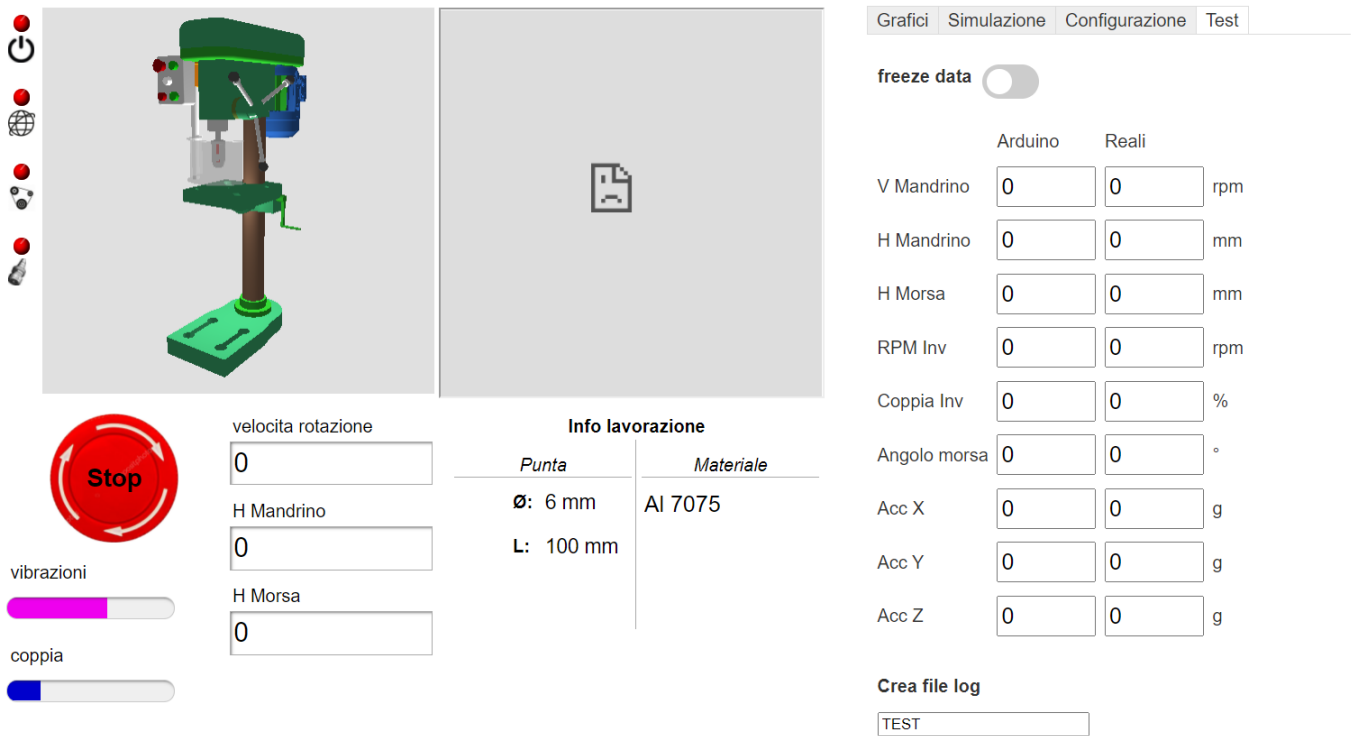 Grafici Simulazione Configurazione Test
freeze data
Arduino Reali
V Mandrino 0 0 rpm
H Mandrino 0 0 mm
H Morsa 0 0 mm
RPM Inv 0 0 rpm
Coppia Inv 0 0 %
Angolo morsa 0 0 °
Acc X 0 0 g
Acc Y 0 0 g
Acc Z 0 0 g
Crea file log
TEST
Stop
vibrazioni
coppia
velocita rotazione
0
H Mandrino
0
H Morsa
0
Info lavorazione
Punta Materiale
Ø: 6 mm Al 7075
L: 100 mm